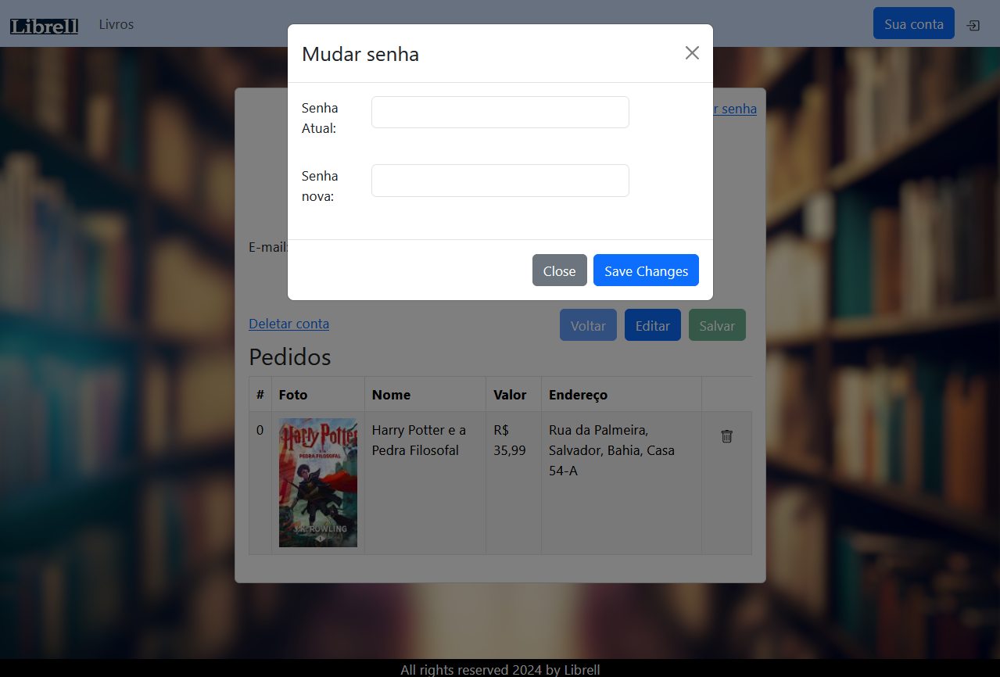 Librell Livros Sua conta
Mudar senha
Senha
Atual:
r senha
Senha
nova:
E-mail:
Close Save Changes
Deletar conta Voltar Editar Salvar
Pedidos
# Foto Nome Valor Endereço
0 Harry Potter e a R$ Rua da Palmeira,
Pedra Filosofal 35,99 Salvador, Bahia, Casa
54-A
Harry Potter
PEDRA FILOSOFAL
J.K. ROWLING
All rights reserved 2024 by Librell